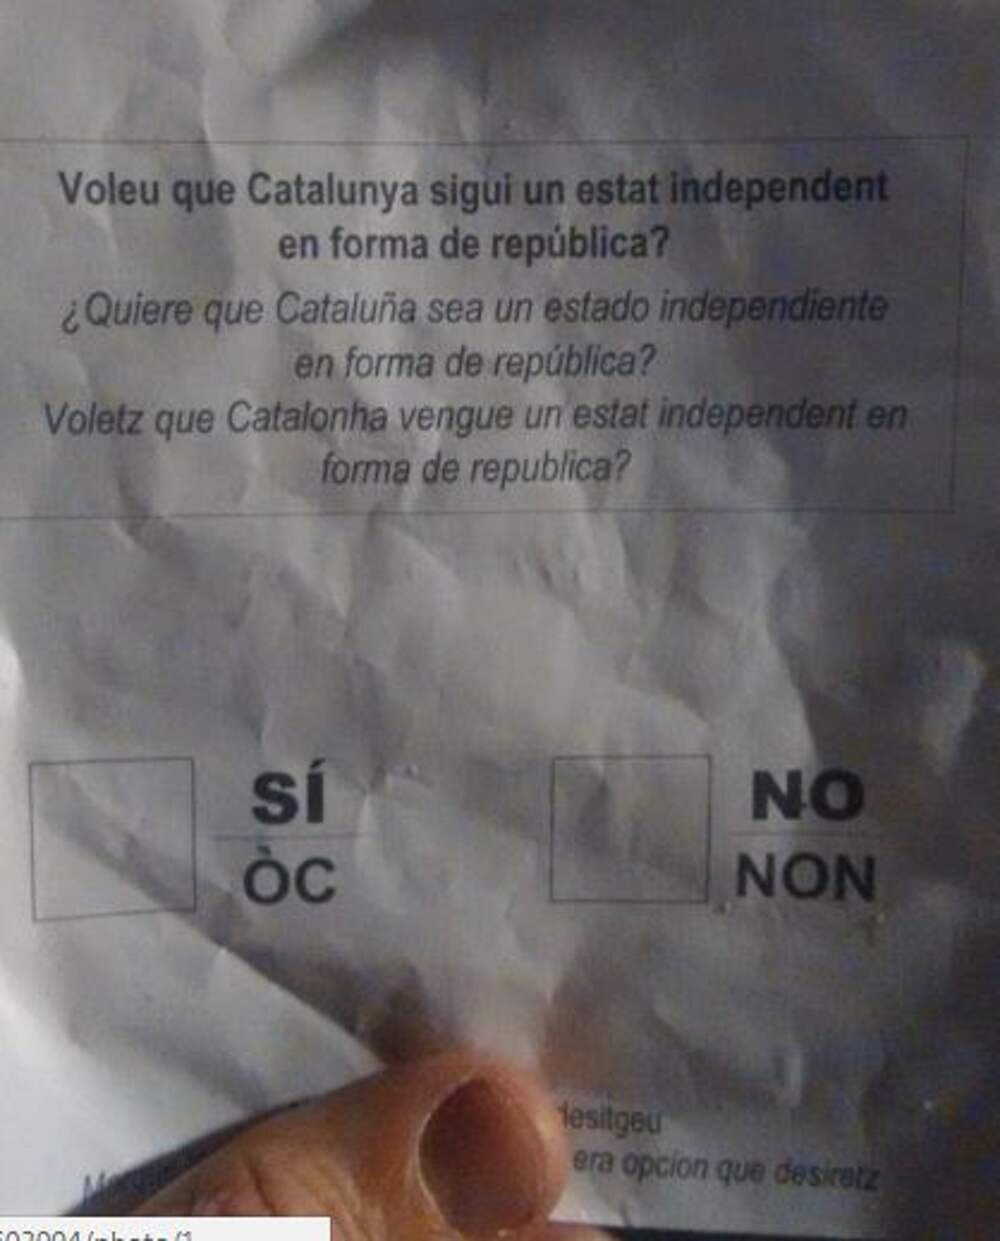 Voleu que Catalunya sigui un estat independent
en forma de república?
¿Quiere que Cataluña sea un estado independiente
en forma de república?
Voletz que Catalonha vengue un estat independent en
forma de republica?
SÍ
NO
ÒC
NON
desitgeu
era opcion que desiretz